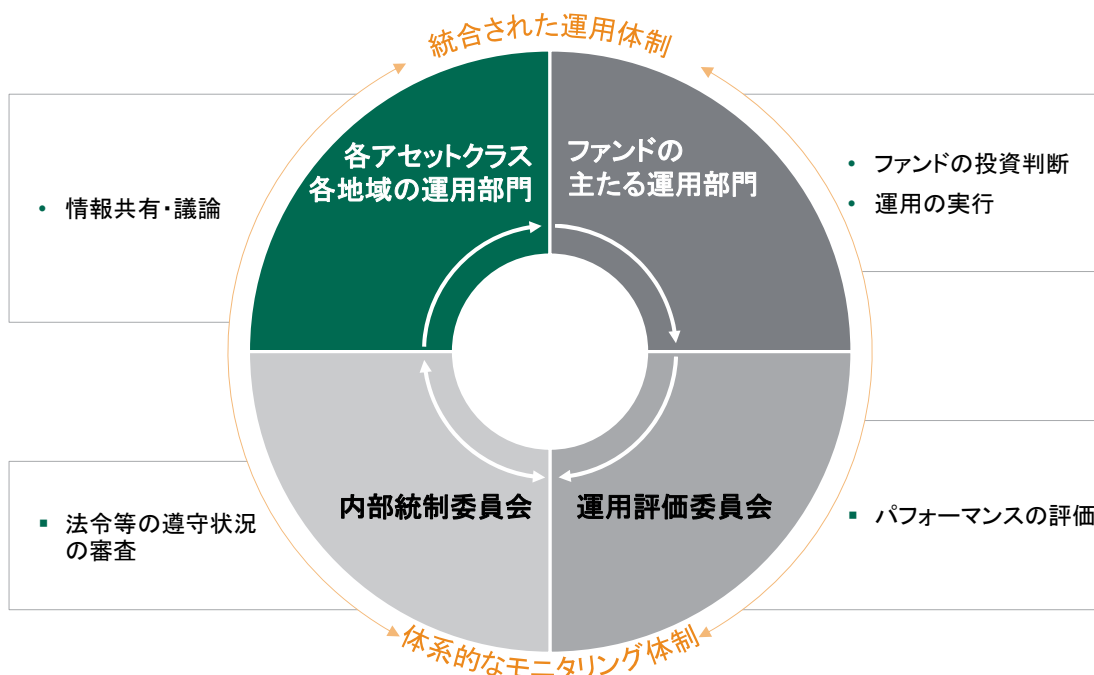 統合された運用体制
各アセットクラス
各地域の運用部門
ファンドの
主たる運用部門
• 情報共有・議論
• ファンドの投資判断
• 運用の実行
内部統制委員会
運用評価委員会
▪ 法令等の遵守状況
の審査
▪ パフォーマンスの評価
体系的なモニタリング体制